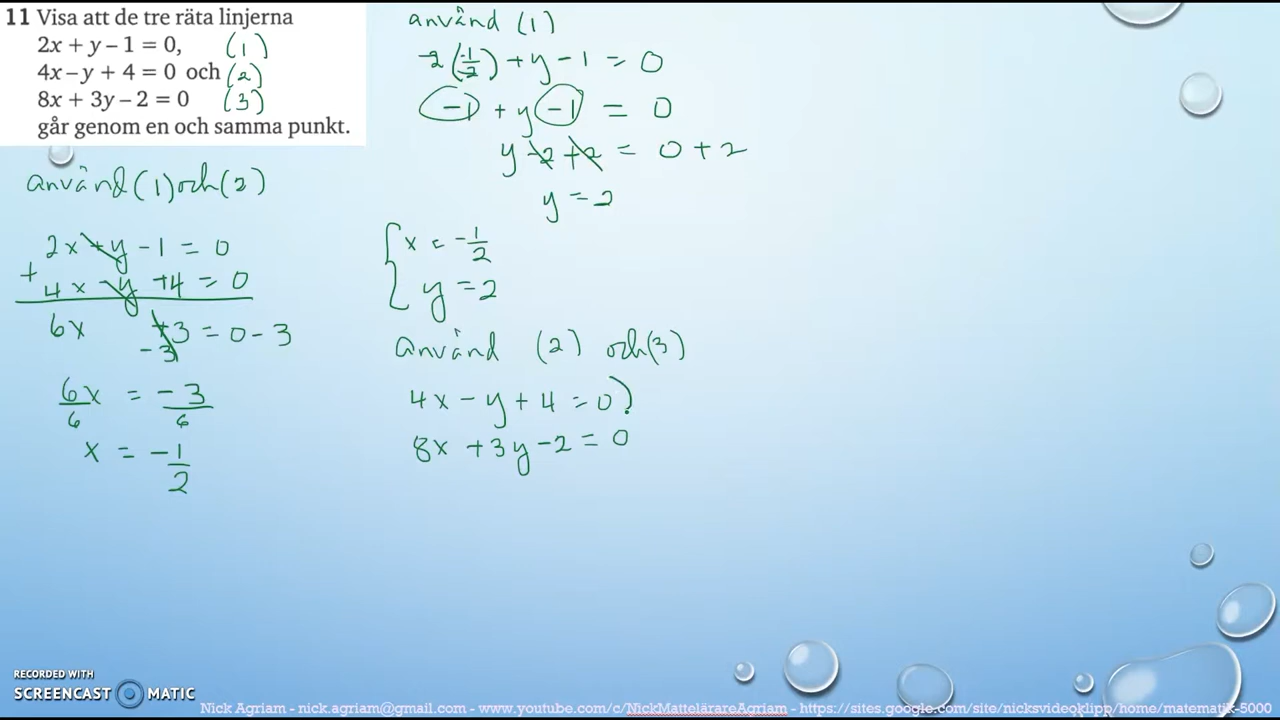 11 Visa att de tre räta linjerna
2x + y – 1 = 0, (1)
4x – y + 4 = 0 och (2)
8x + 3y – 2 = 0 (3)
går genom en och samma punkt.
använd (1) och (2)
2x + y - 1 = 0
+ 4x - y + 4 = 0
6x + 3 = 0 - 3
- 3
6x = - 3
6 6
x = - 1
2
använd (1)
2(-1/2) + y - 1 = 0
-1 + y -1 = 0
y - 2 + 2 = 0 + 2
y = 2
x = - 1/2
y = 2
använd (2) och (3)
4x - y + 4 = 0
8x + 3y - 2 = 0
RECORDED WITH
SCREENCAST MATIC
Nick Agriam - nick.agriam@gmail.com - www.youtube.com/c/NickMattelärareAgriam - https://sites.google.com/site/nicksvideoklipp/home/matematik-5000